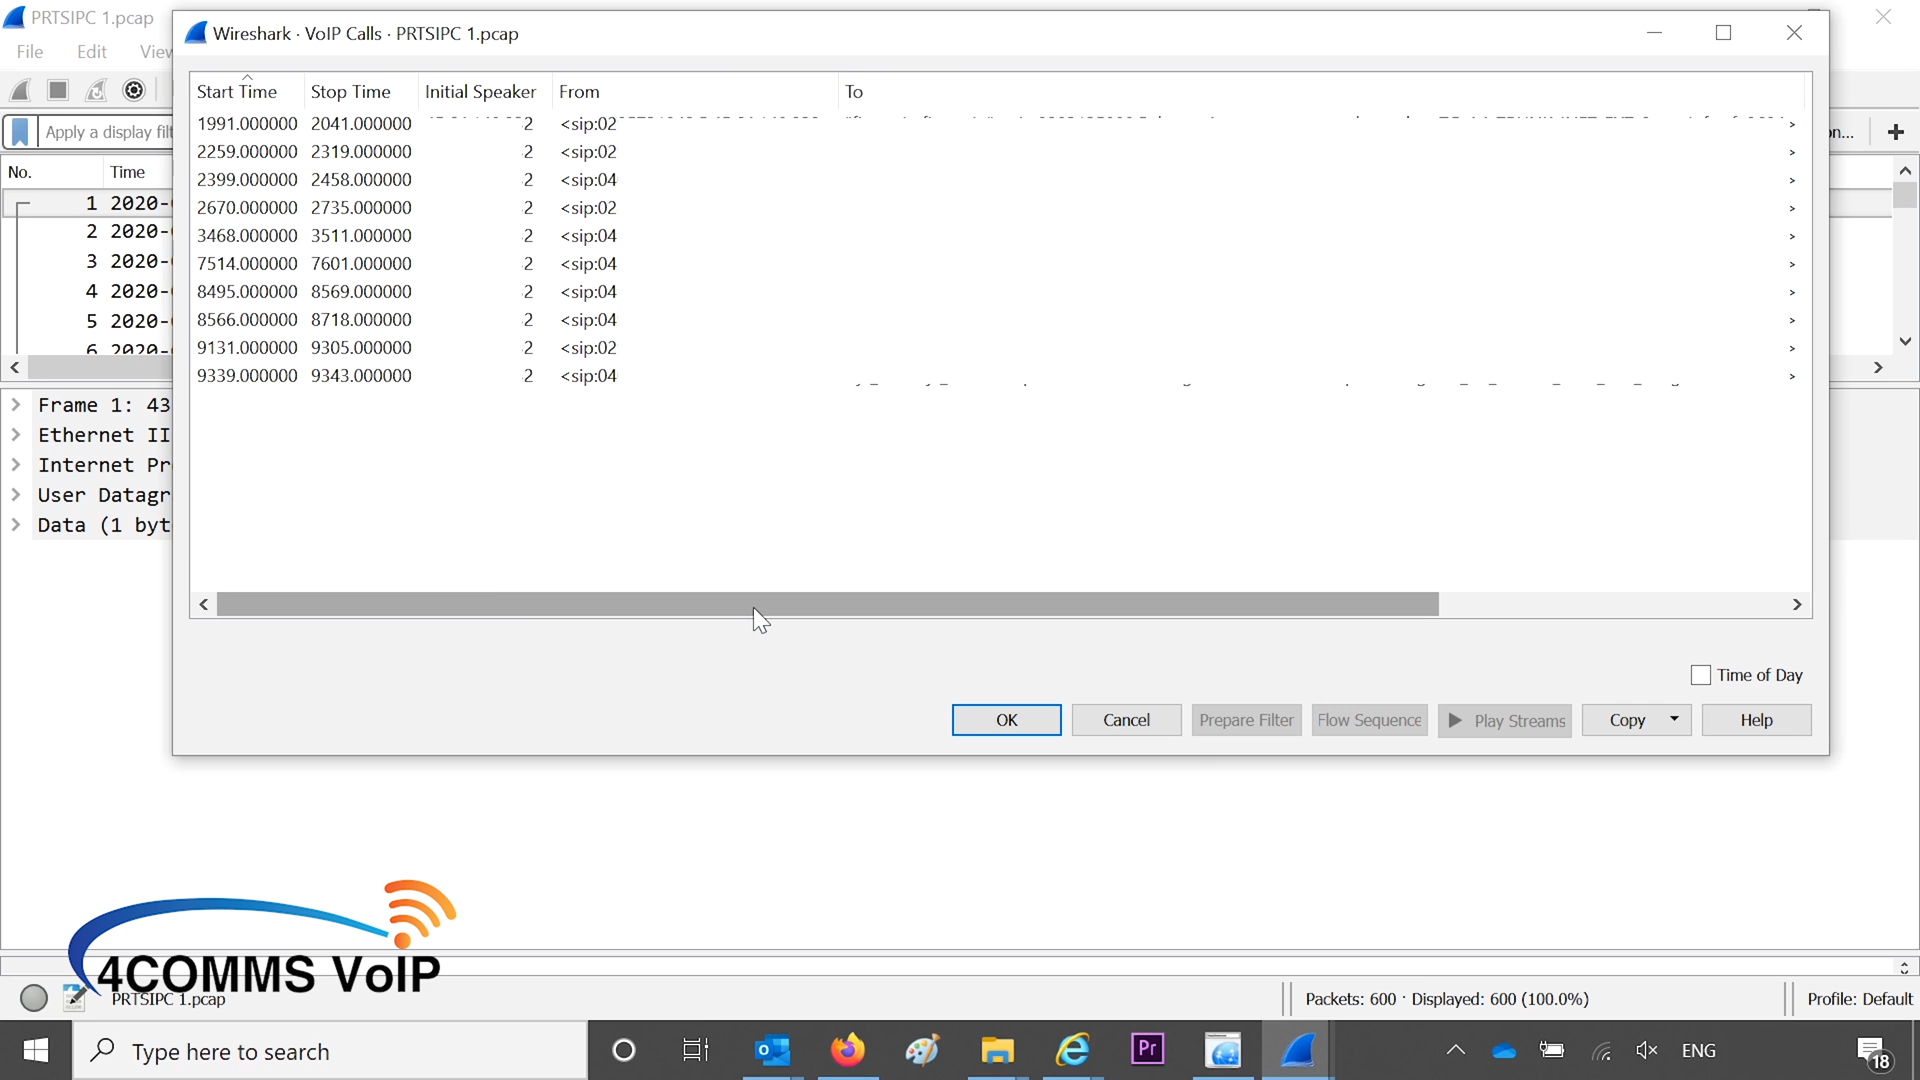 PRTSIPC 1.pcap
File Edit View
Wireshark · VoIP Calls · PRTSIPC 1.pcap
Start Time Stop Time Initial Speaker From To
1991.000000 2041.000000 2 <sip:02 >
2259.000000 2319.000000 2 <sip:02 >
2399.000000 2458.000000 2 <sip:04 >
2670.000000 2735.000000 2 <sip:02 >
3468.000000 3511.000000 2 <sip:04 >
7514.000000 7601.000000 2 <sip:04 >
8495.000000 8569.000000 2 <sip:04 >
8566.000000 8718.000000 2 <sip:04 >
9131.000000 9305.000000 2 <sip:02 >
9339.000000 9343.000000 2 <sip:04 >
Apply a display filt
on... +
No. Time
1 2020-
2 2020-
3 2020-
4 2020-
5 2020-
6 2020-
Frame 1: 43
Ethernet II
Internet Pr
User Datagr
Data (1 byt
Time of Day
OK Cancel Prepare Filter Flow Sequence Play Streams Copy Help
4COMMS VoIP
PRTSIPC 1.pcap
Packets: 600 · Displayed: 600 (100.0%)
Profile: Default
Type here to search
Pr
ENG
18